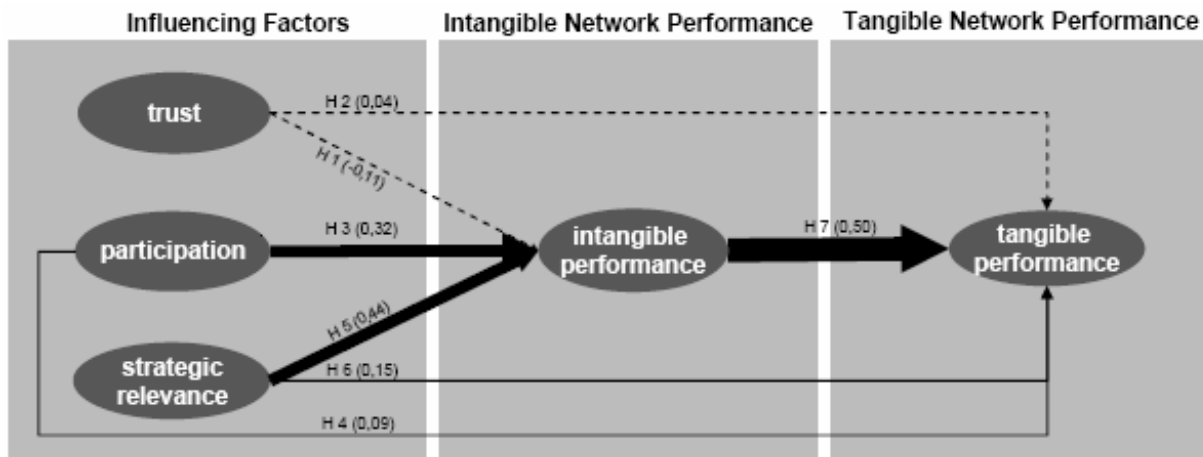 Influencing Factors
Intangible Network Performance
Tangible Network Performance
trust
H 2 (0,04)
H 1 (-0,11)
participation
H 3 (0,32)
intangible
performance
H 7 (0,50)
tangible
performance
H 5 (0,44)
strategic
relevance
H 6 (0,15)
H 4 (0,09)